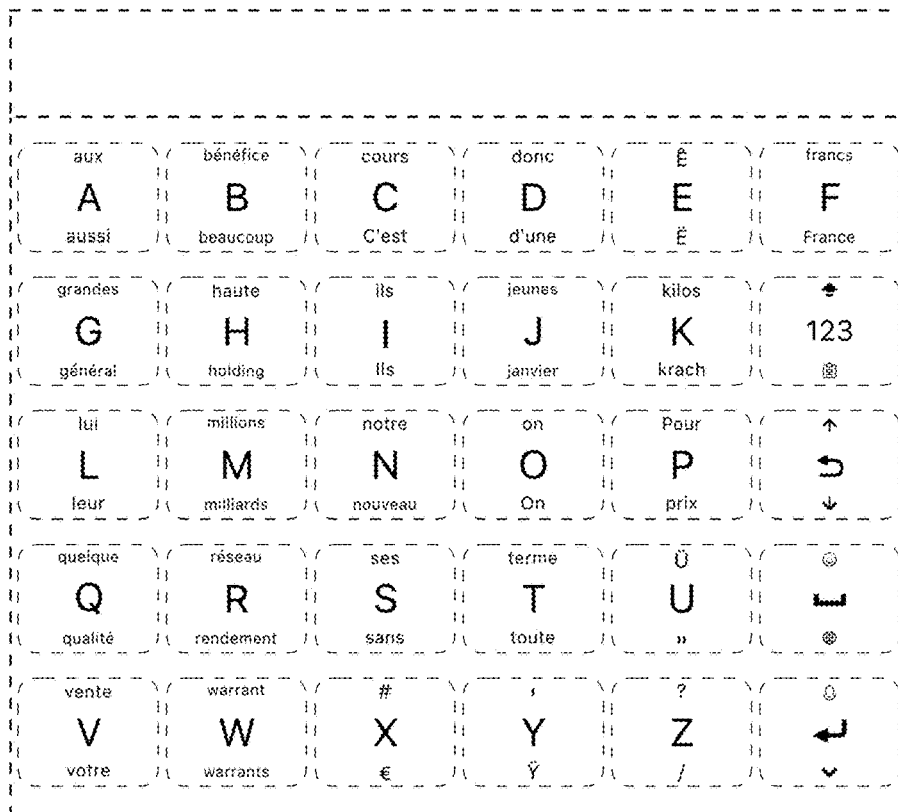 aux bénéfice cours donc Ê francs
A B C D E F
aussi beaucoup C'est d'une Ë France
grandes haute ils jeunes kilos
G H I J K 123
général holding Ils janvier krach
lui millions notre on Pour
L M N O P
leur milliards nouveau On prix
quelque réseau ses terme Ü
Q R S T U
qualité rendement sans toute »
vente warrant # ?
V W X Y Z
votre warrants € Ÿ /